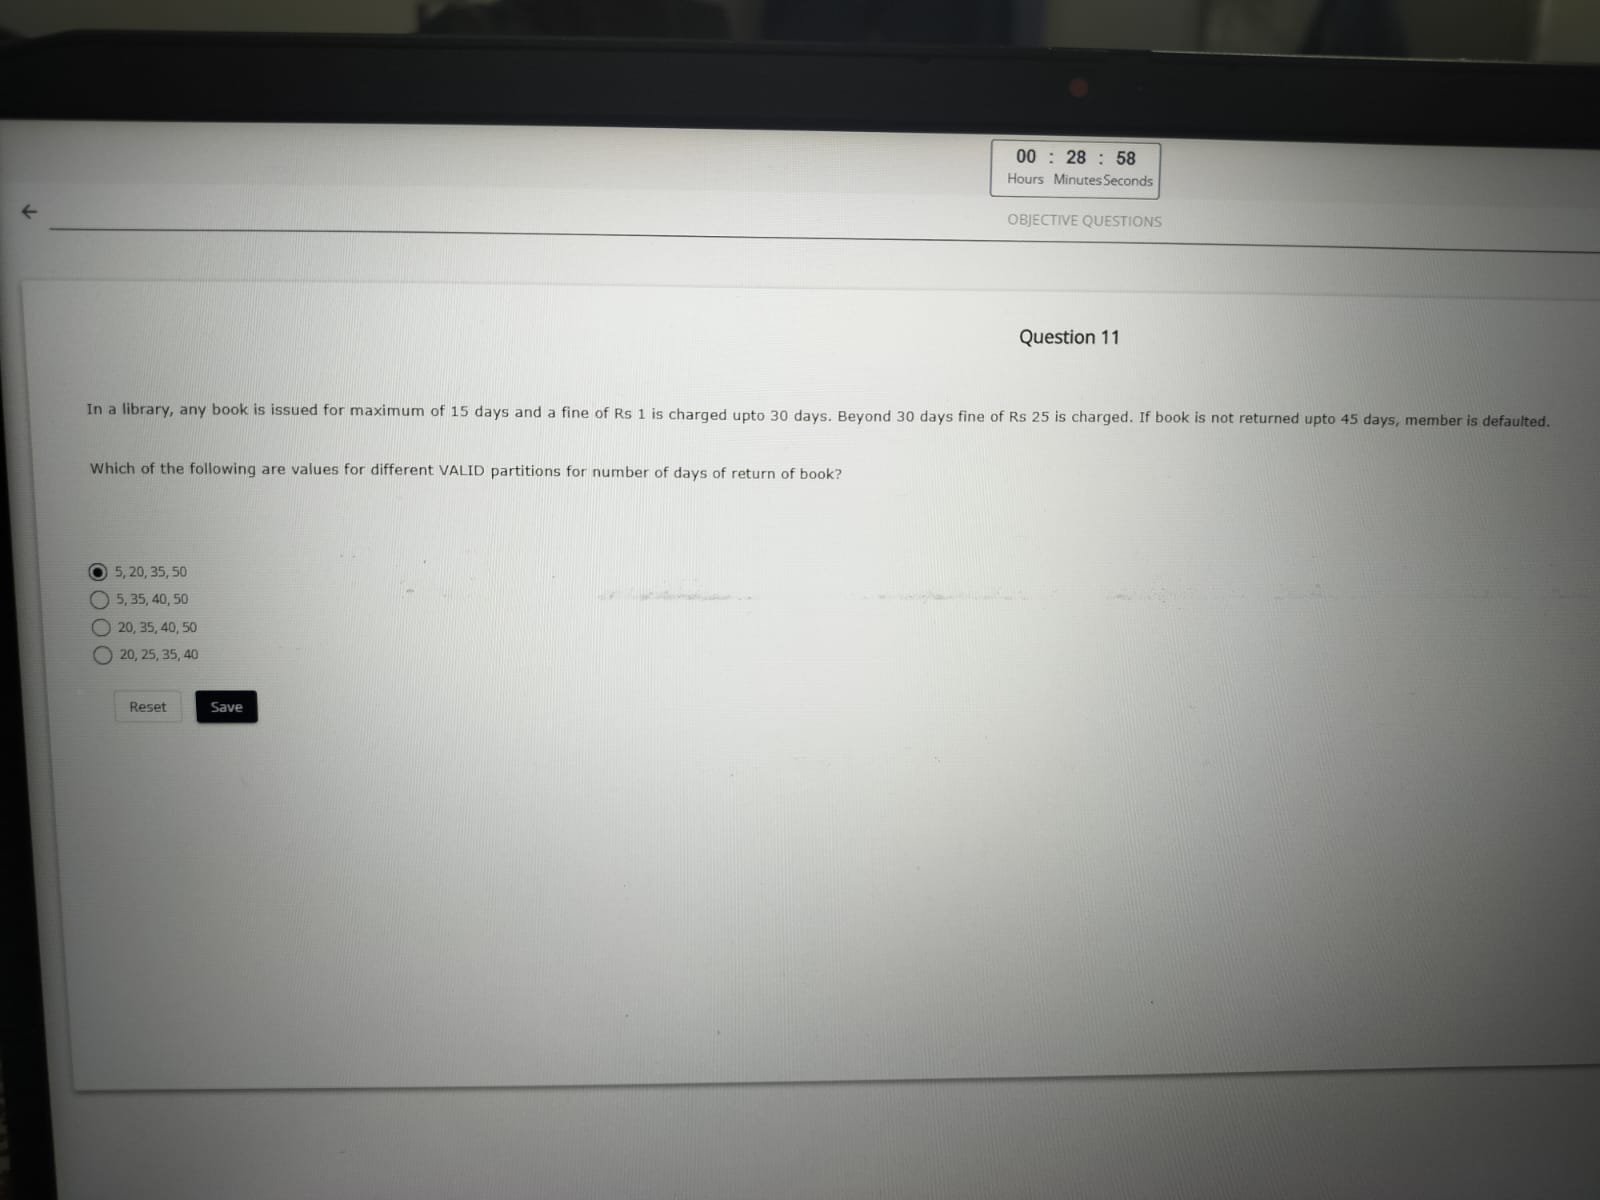 00 : 28 : 58
Hours Minutes Seconds
OBJECTIVE QUESTIONS
Question 11
In a library, any book is issued for maximum of 15 days and a fine of Rs 1 is charged upto 30 days. Beyond 30 days fine of Rs 25 is charged. If book is not returned upto 45 days, member is defaulted.
Which of the following are values for different VALID partitions for number of days of return of book?
5, 20, 35, 50
5, 35, 40, 50
20, 35, 40, 50
20, 25, 35, 40
Reset Save